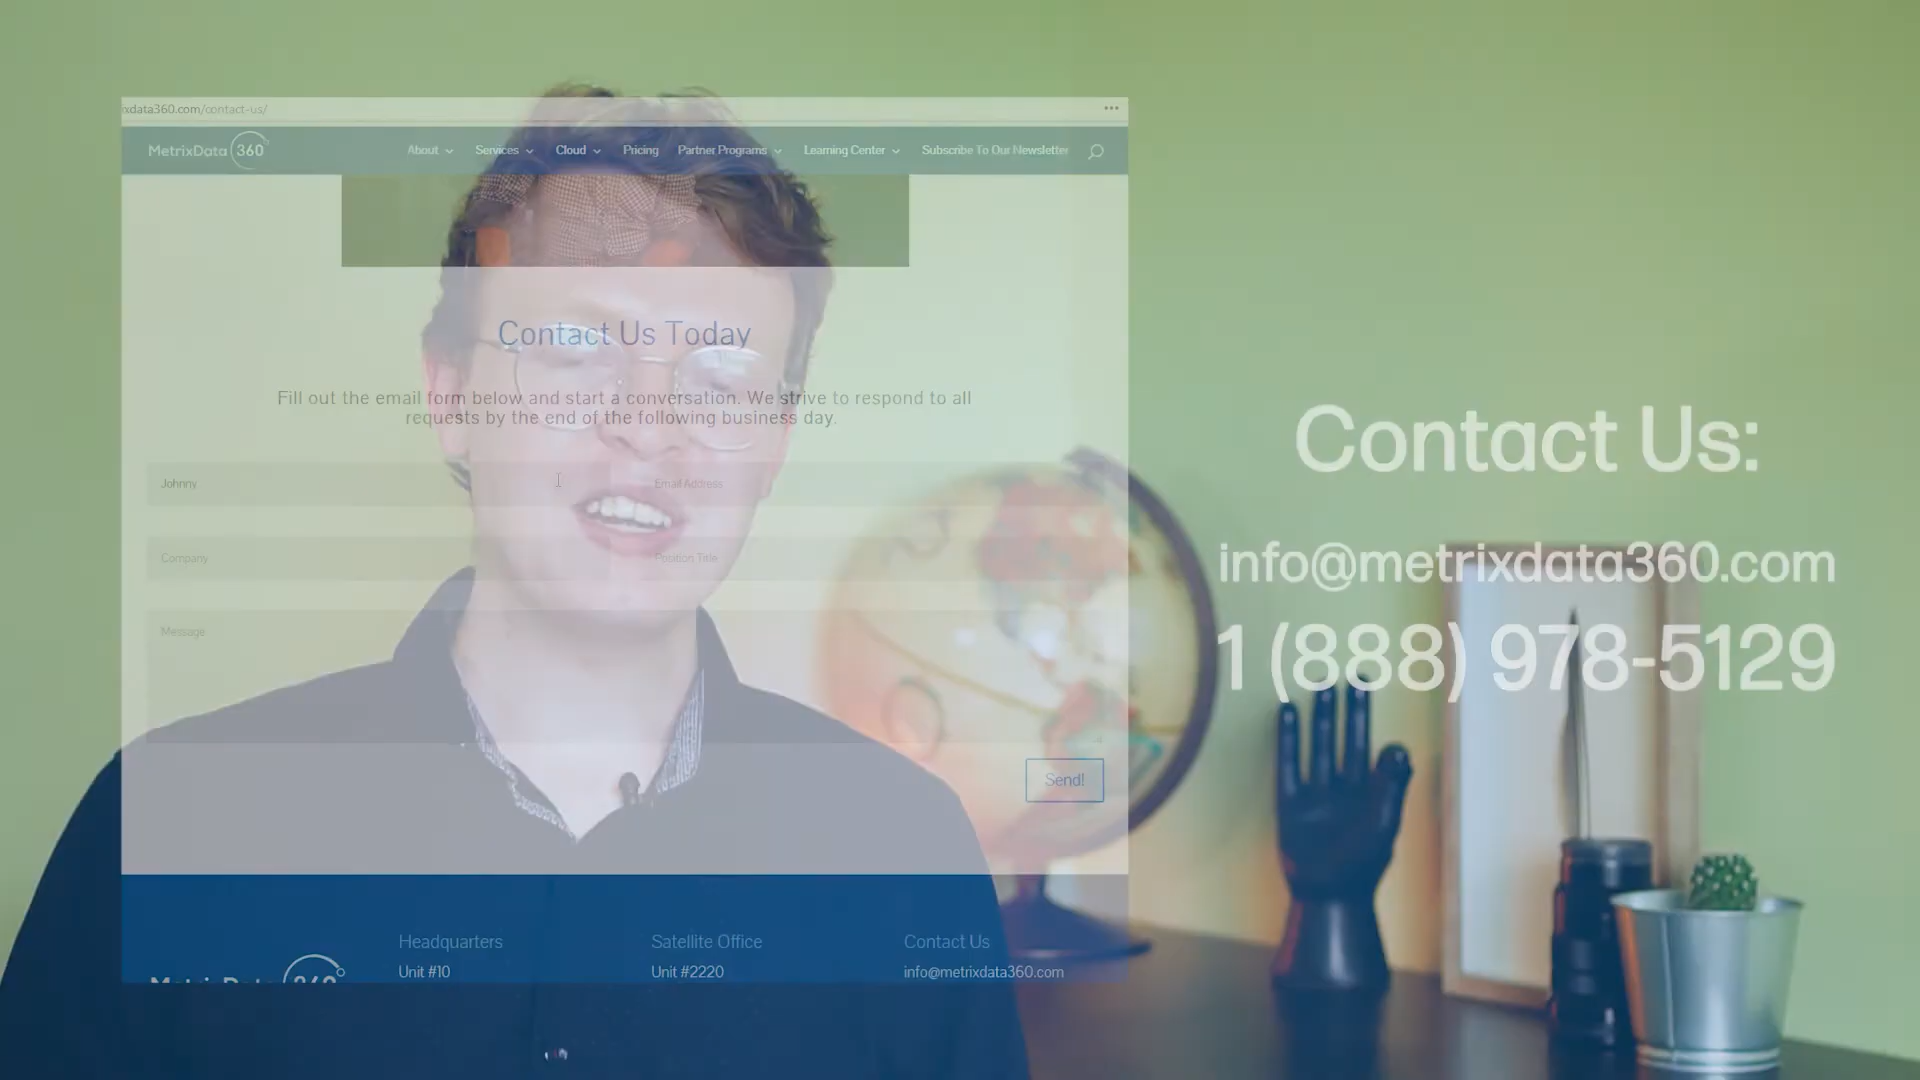 xdata360.com/contact-us/
MetrixData 360
About Services Cloud Pricing Partner Programs Learning Center Subscribe To Our Newsletter
Contact Us Today
Fill out the email form below and start a conversation. We strive to respond to all
requests by the end of the following business day.
Johnny
Email Address
Company
Position Title
Message
Send!
Headquarters
Unit #10
Satellite Office
Unit #2220
Contact Us
info@metrixdata360.com
MetrixData 360
Contact Us:
info@metrixdata360.com
1 (888) 978-5129